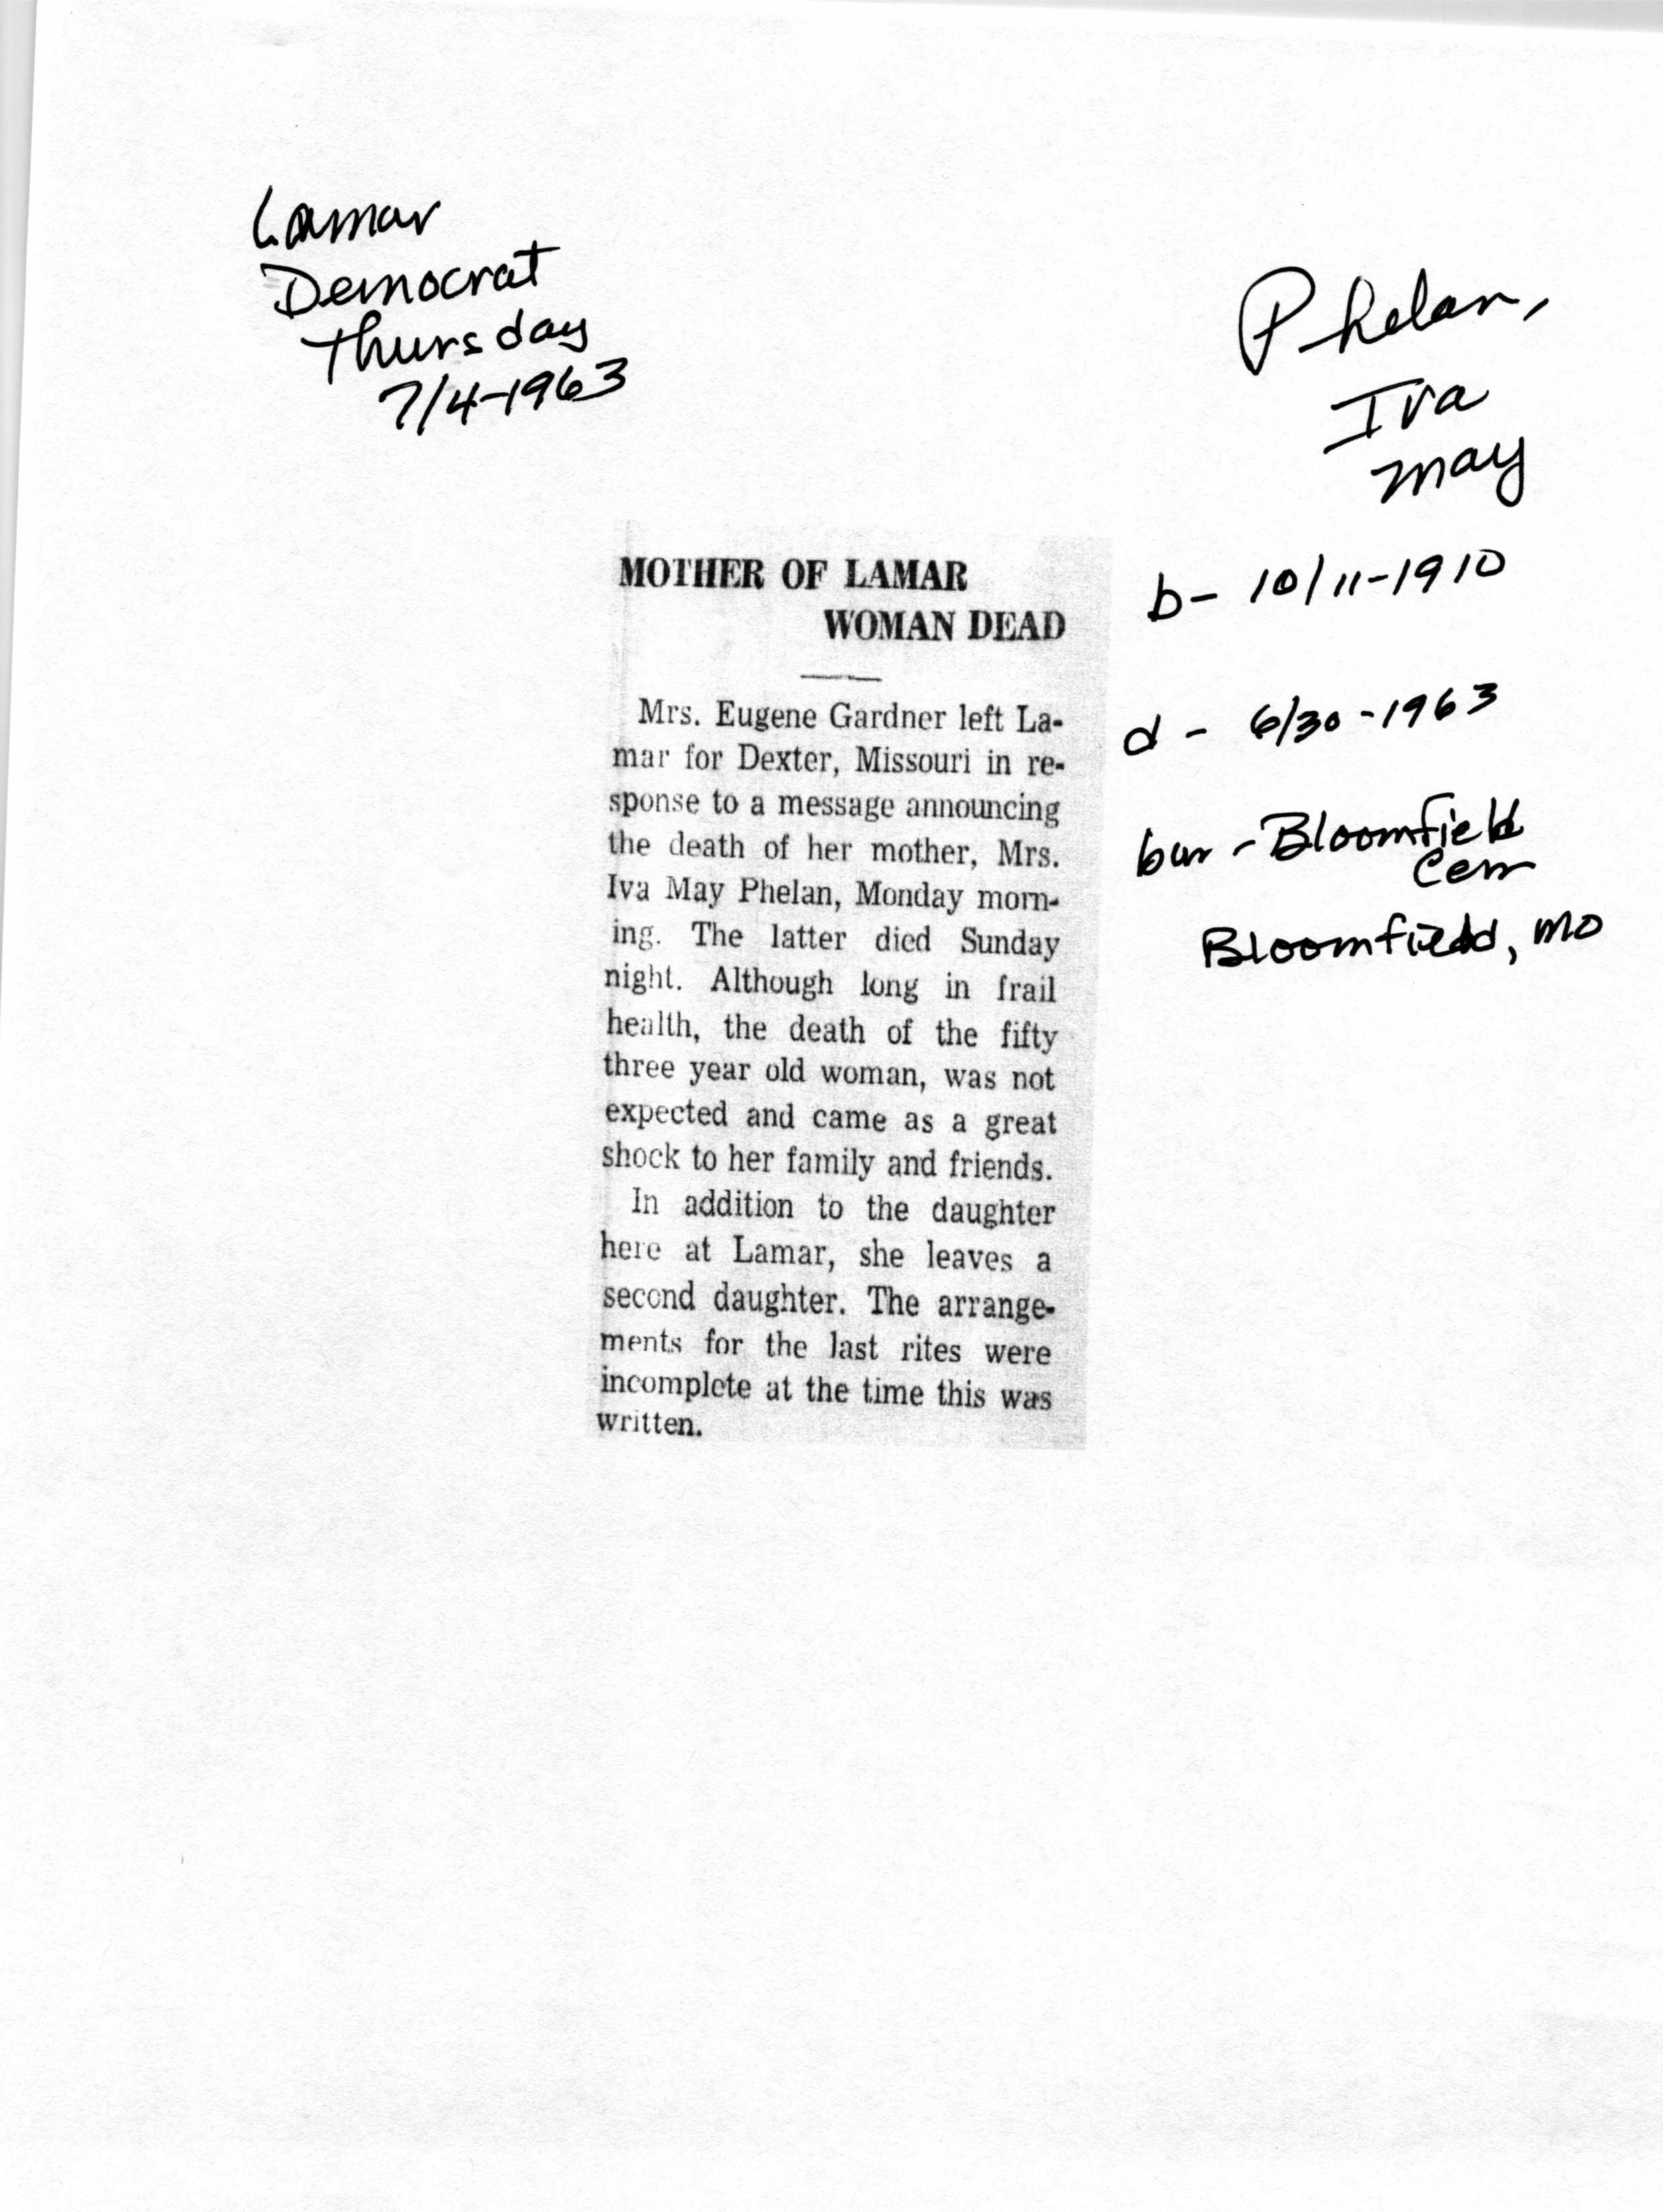 Lamar
Democrat
Thursday
7/4-1963
Phelan,
Iva
May
b- 10/11-1910
d - 6/30-1963
bur - Bloomfield
Cem
Bloomfield, MO
MOTHER OF LAMAR
WOMAN DEAD
Mrs. Eugene Gardner left La-
mar for Dexter, Missouri in re-
sponse to a message announcing
the death of her mother, Mrs.
Iva May Phelan, Monday morn-
ing. The latter died Sunday
night. Although long in frail
health, the death of the fifty
three year old woman, was not
expected and came as a great
shock to her family and friends.
In addition to the daughter
here at Lamar, she leaves a
second daughter. The arrange-
ments for the last rites were
incomplete at the time this was
written.